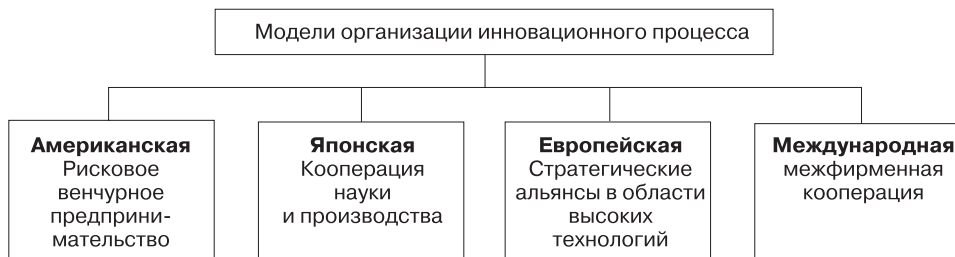 Модели организации инновационного процесса
Американская
Рисковое
венчурное
предприни-
мательство
Японская
Кооперация
науки
и производства
Европейская
Стратегические
альянсы в области
высоких
технологий
Международная
межфирменная
кооперация